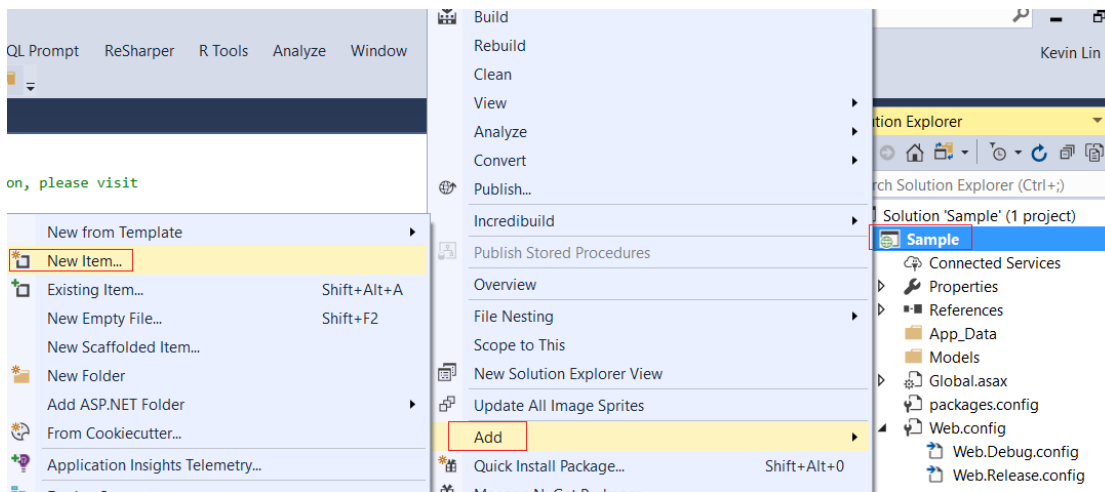 QL Prompt ReSharper R Tools Analyze Window
on, please visit
New from Template
New Item...
Existing Item... Shift+Alt+A
New Empty File... Shift+F2
New Scaffolded Item...
New Folder
Add ASP.NET Folder
From Cookiecutter...
Application Insights Telemetry...
Build
Rebuild
Clean
View
Analyze
Convert
Publish...
Incredibuild
Publish Stored Procedures
Overview
File Nesting
Scope to This
New Solution Explorer View
Update All Image Sprites
Add
Quick Install Package... Shift+Alt+0
Kevin Lin
ution Explorer
rch Solution Explorer (Ctrl+;)
Solution 'Sample' (1 project)
Sample
Connected Services
Properties
References
App_Data
Models
Global.asax
packages.config
Web.config
Web.Debug.config
Web.Release.config